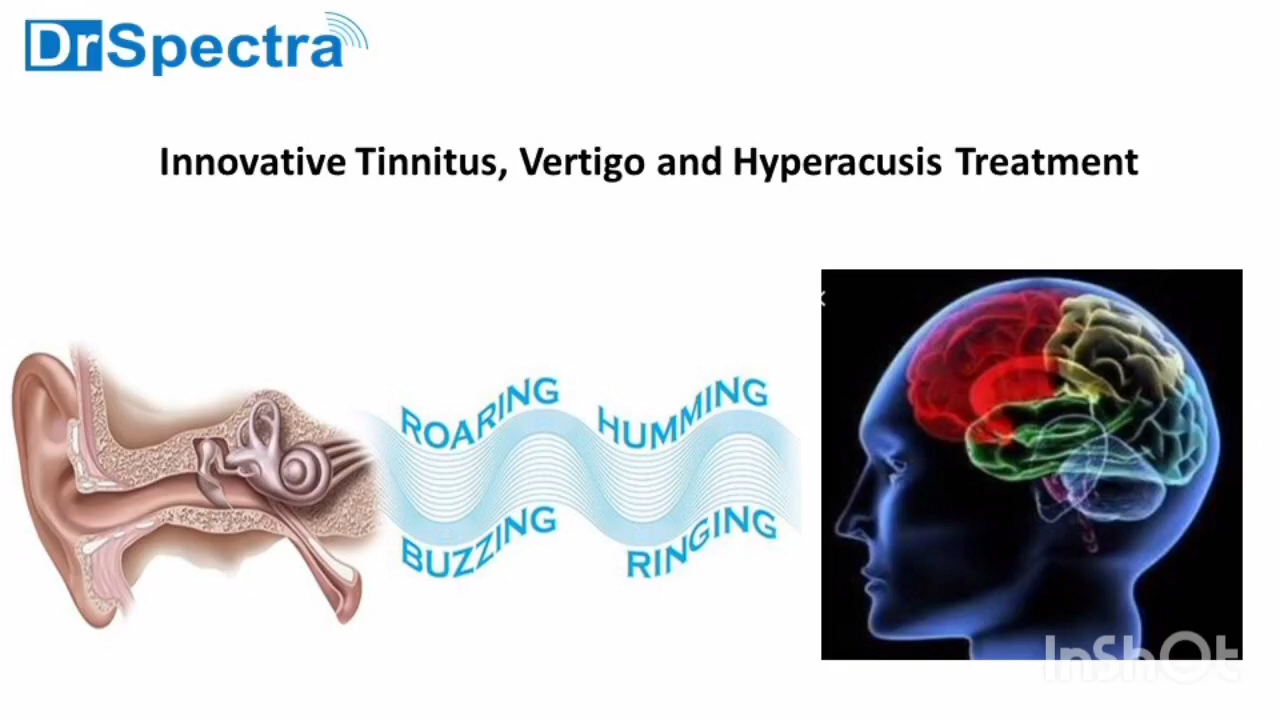 DrSpectra
Innovative Tinnitus, Vertigo and Hyperacusis Treatment
ROARING
HUMMING
BUZZING
RINGING
InShOt